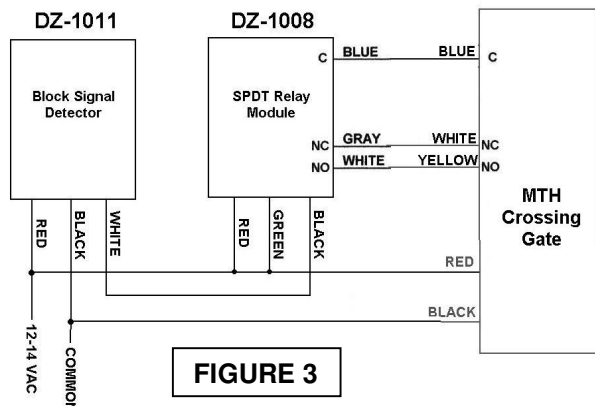 DZ-1011
DZ-1008
Block Signal
Detector
SPDT Relay
Module
C
BLUE
BLUE
C
NC
GRAY
WHITE
NC
NO
WHITE
YELLOW
NO
MTH
Crossing
Gate
RED
BLACK
WHITE
RED
GREEN
BLACK
RED
BLACK
12-14 VAC
COMMON
FIGURE 3